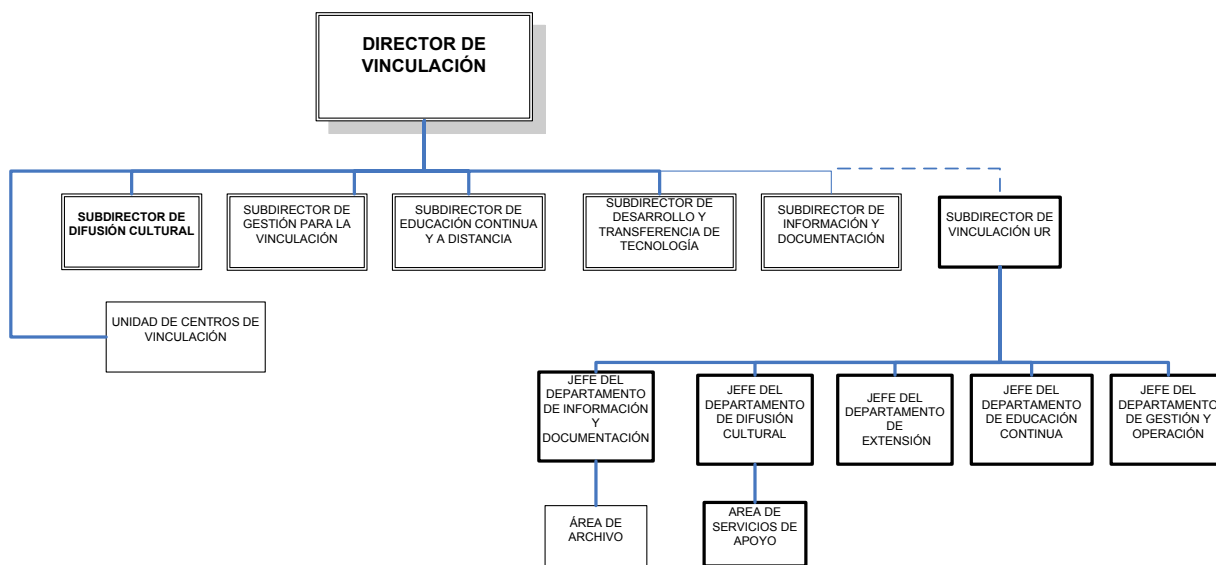 DIRECTOR DE
VINCULACIÓN
SUBDIRECTOR DE
DIFUSIÓN CULTURAL
SUBDIRECTOR DE
GESTIÓN PARA LA
VINCULACIÓN
SUBDIRECTOR DE
EDUCACIÓN CONTINUA
Y A DISTANCIA
SUBDIRECTOR DE
DESARROLLO Y
TRANSFERENCIA DE
TECNOLOGÍA
SUBDIRECTOR DE
INFORMACIÓN Y
DOCUMENTACIÓN
SUBDIRECTOR DE
VINCULACIÓN UR
UNIDAD DE CENTROS DE
VINCULACIÓN
JEFE DEL
DEPARTAMENTO
DE INFORMACIÓN
Y
DOCUMENTACIÓN
JEFE DEL
DEPARTAMENTO
DE DIFUSIÓN
CULTURAL
JEFE DEL
DEPARTAMENTO
DE
EXTENSIÓN
JEFE DEL
DEPARTAMENTO
DE EDUCACIÓN
CONTINUA
JEFE DEL
DEPARTAMENTO
DE GESTIÓN Y
OPERACIÓN
ÁREA DE
ARCHIVO
AREA DE
SERVICIOS DE
APOYO